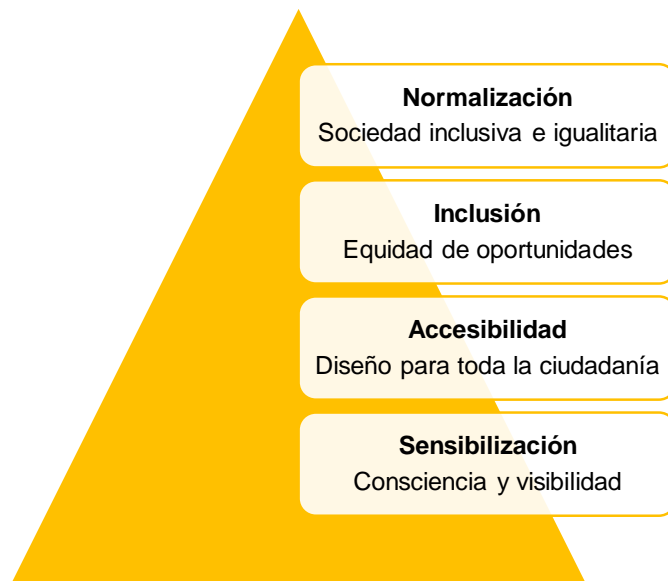 Normalización
Sociedad inclusiva e igualitaria
Inclusión
Equidad de oportunidades
Accesibilidad
Diseño para toda la ciudadanía
Sensibilización
Consciencia y visibilidad